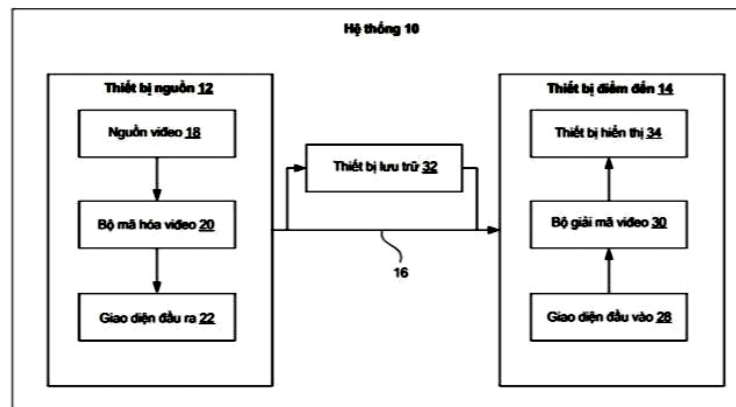 Hệ thống 10
Thiết bị nguồn 12
Nguồn video 18
Bộ mã hóa video 20
Giao diện đầu ra 22
Thiết bị lưu trữ 32
16
Thiết bị điểm đến 14
Thiết bị hiển thị 34
Bộ giải mã video 30
Giao diện đầu vào 28